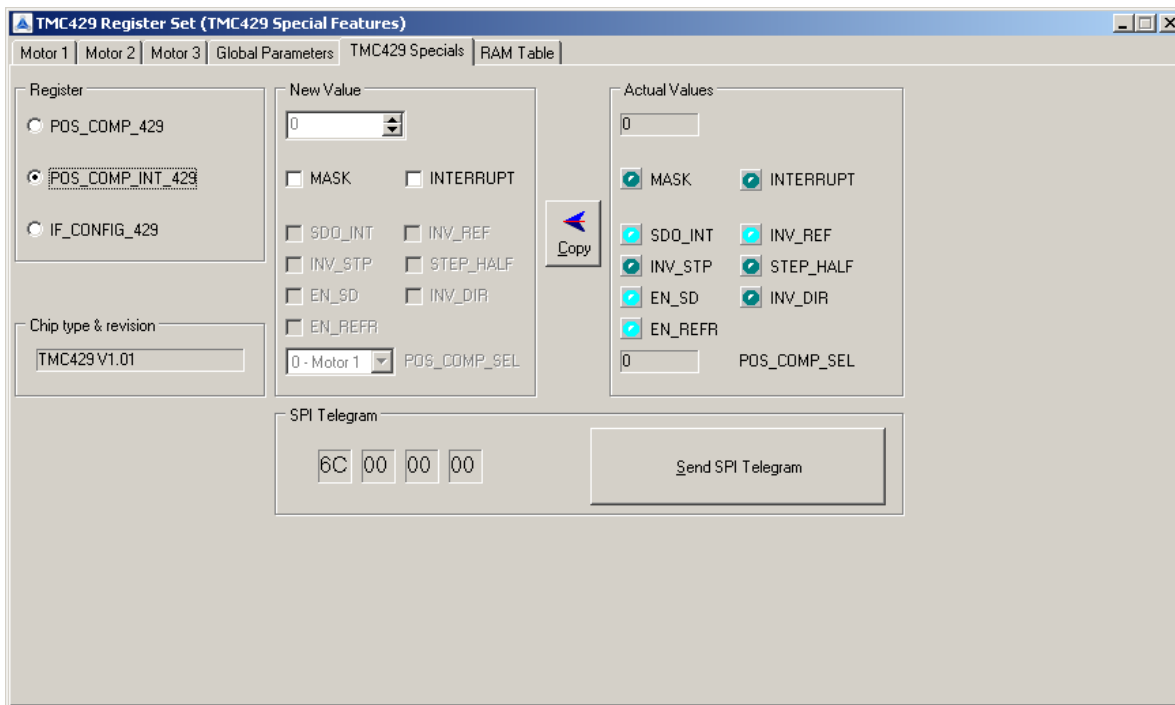 TMC429 Register Set (TMC429 Special Features)
Motor 1 Motor 2 Motor 3 Global Parameters TMC429 Specials RAM Table
Register
POS_COMP_429
POS_COMP_INT_429
IF_CONFIG_429
Chip type & revision
TMC429 V1.01
New Value
0
MASK INTERRUPT
SDO_INT INV_REF
INV_STP STEP_HALF
EN_SD INV_DIR
EN_REFR
0 - Motor 1 POS_COMP_SEL
Copy
Actual Values
0
MASK INTERRUPT
SDO_INT INV_REF
INV_STP STEP_HALF
EN_SD INV_DIR
EN_REFR
0 POS_COMP_SEL
SPI Telegram
6C 00 00 00
Send SPI Telegram